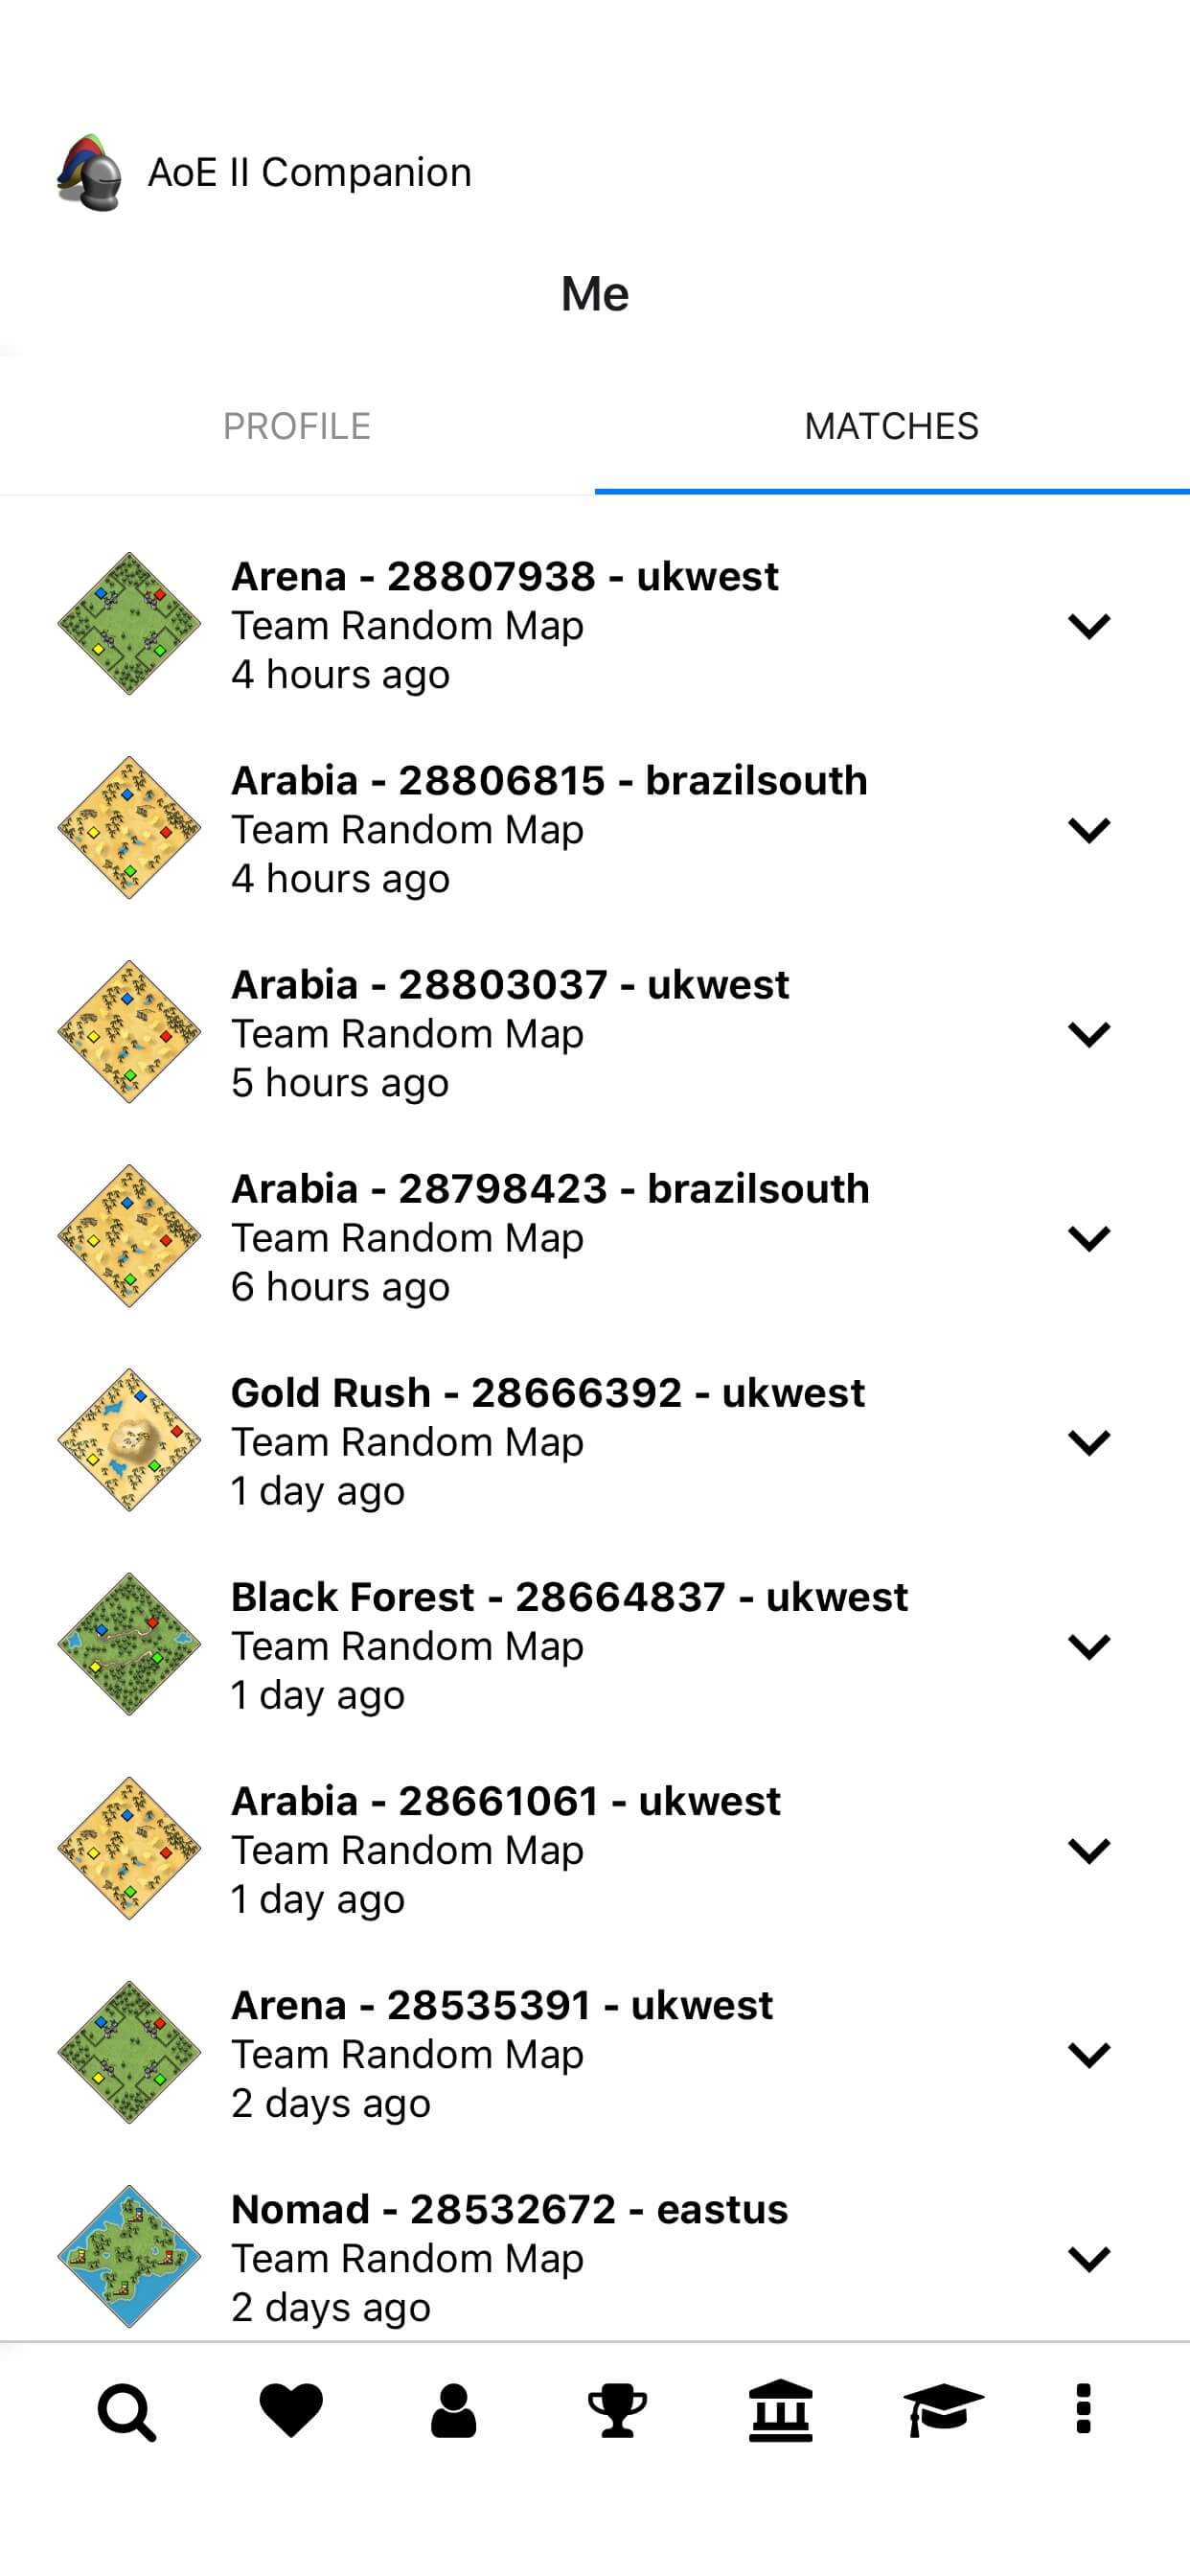 AoE II Companion
Me
PROFILE
MATCHES
Arena - 28807938 - ukwest
Team Random Map
4 hours ago
Arabia - 28806815 - brazilsouth
Team Random Map
4 hours ago
Arabia - 28803037 - ukwest
Team Random Map
5 hours ago
Arabia - 28798423 - brazilsouth
Team Random Map
6 hours ago
Gold Rush - 28666392 - ukwest
Team Random Map
1 day ago
Black Forest - 28664837 - ukwest
Team Random Map
1 day ago
Arabia - 28661061 - ukwest
Team Random Map
1 day ago
Arena - 28535391 - ukwest
Team Random Map
2 days ago
Nomad - 28532672 - eastus
Team Random Map
2 days ago